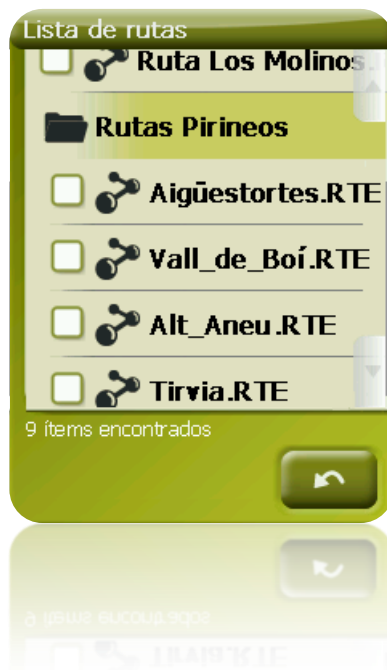 Lista de rutas
Ruta Los Molinos.
Rutas Pirineos
Aigüestortes.RTE
Vall_de_Boí.RTE
Alt_Aneu.RTE
Tirvia.RTE
9 ítems encontrados